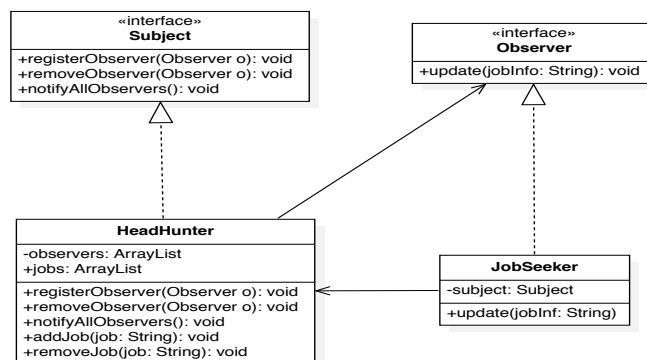 «interface»
Subject
+registerObserver(Observer o): void
+removeObserver(Observer o): void
+notifyAllObservers(): void
«interface»
Observer
+update(jobInfo: String): void
HeadHunter
-observers: ArrayList
+jobs: ArrayList
+registerObserver(Observer o): void
+removeObserver(Observer o): void
+notifyAllObservers(): void
+addJob(job: String): void
+removeJob(job: String): void
JobSeeker
-subject: Subject
+update(jobInf: String)